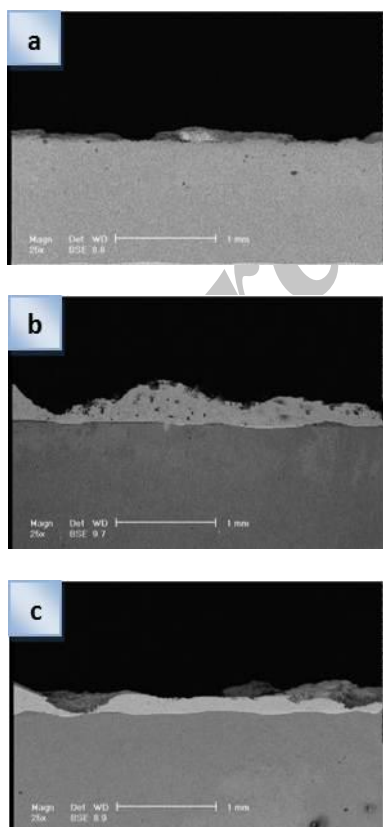 a
Magn Det WD 1 mm
25x BSE 8.8
b
Magn Det WD 1 mm
25x BSE 9.7
c
Magn Det WD 1 mm
25x BSE 8.9